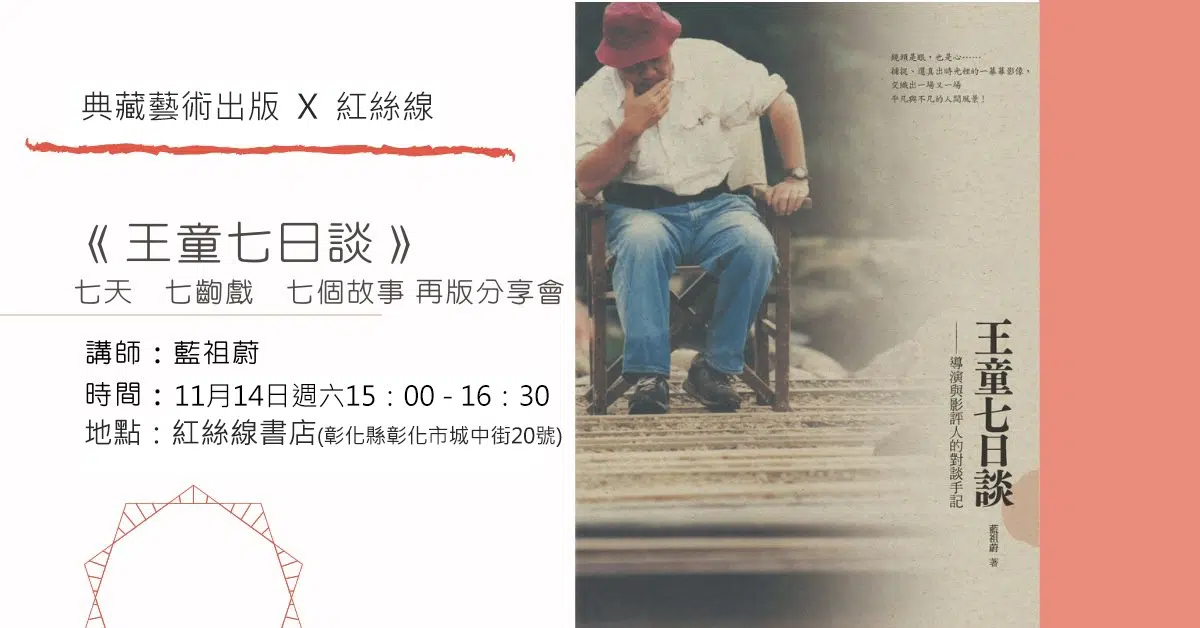 典藏藝術出版 X 紅絲線
《王童七日談》
七天 七齣戲 七個故事 再版分享會
講師：藍祖蔚
時間：11月14日週六15：00 - 16：30
地點：紅絲線書店(彰化縣彰化市城中街20號)
鏡頭是眼，也是心……
捕捉、還真出時光裡的一幕幕影像，
交織出一場又一場
平凡與不凡的人間風景！
王童七日談
——導演與影評人的對談手記
藍祖蔚 著